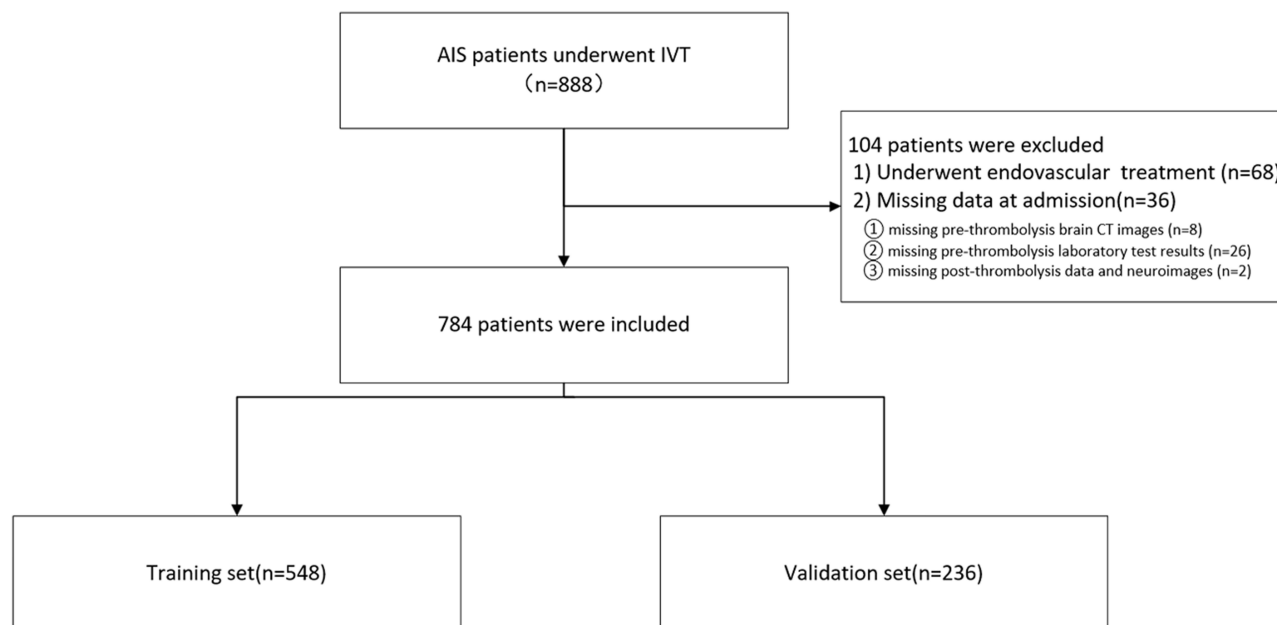 AIS patients underwent IVT
（n=888）
104 patients were excluded
1) Underwent endovascular treatment (n=68)
2) Missing data at admission(n=36)
① missing pre-thrombolysis brain CT images (n=8)
② missing pre-thrombolysis laboratory test results (n=26)
③ missing post-thrombolysis data and neuroimages (n=2)
784 patients were included
Training set(n=548)
Validation set(n=236)